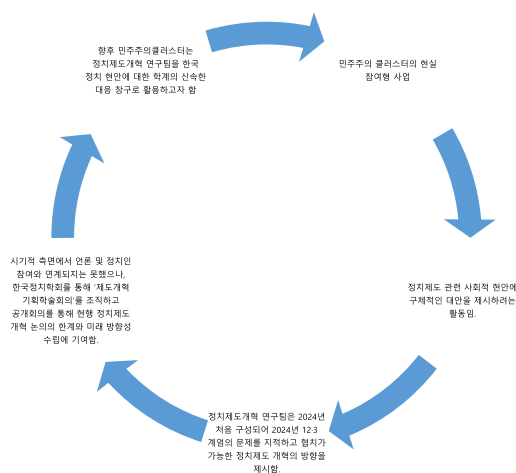 향후 민주주의클러스터는
정치제도개혁 연구팀을 한국
정치 현안에 대한 학계의 신속한
대응 창구로 활용하고자 함
민주주의 클러스터의 현실
참여형 사업
정치제도 관련 사회적 현안에
구체적인 대안을 제시하려는
활동임.
정치제도개혁 연구팀은 2024년
처음 구성되어 2024년 12·3
계엄의 문제를 지적하고 협치가
가능한 정치제도 개혁의 방향을
제시함.
시기적 측면에서 언론 및 정치인
참여와 연계되지는 못했으나,
한국정치학회를 통해 '제도개혁
기획학술회의'를 조직하고
공개회의를 통해 현행 정치제도
개혁 논의의 한계와 미래 방향성
수립에 기여함.